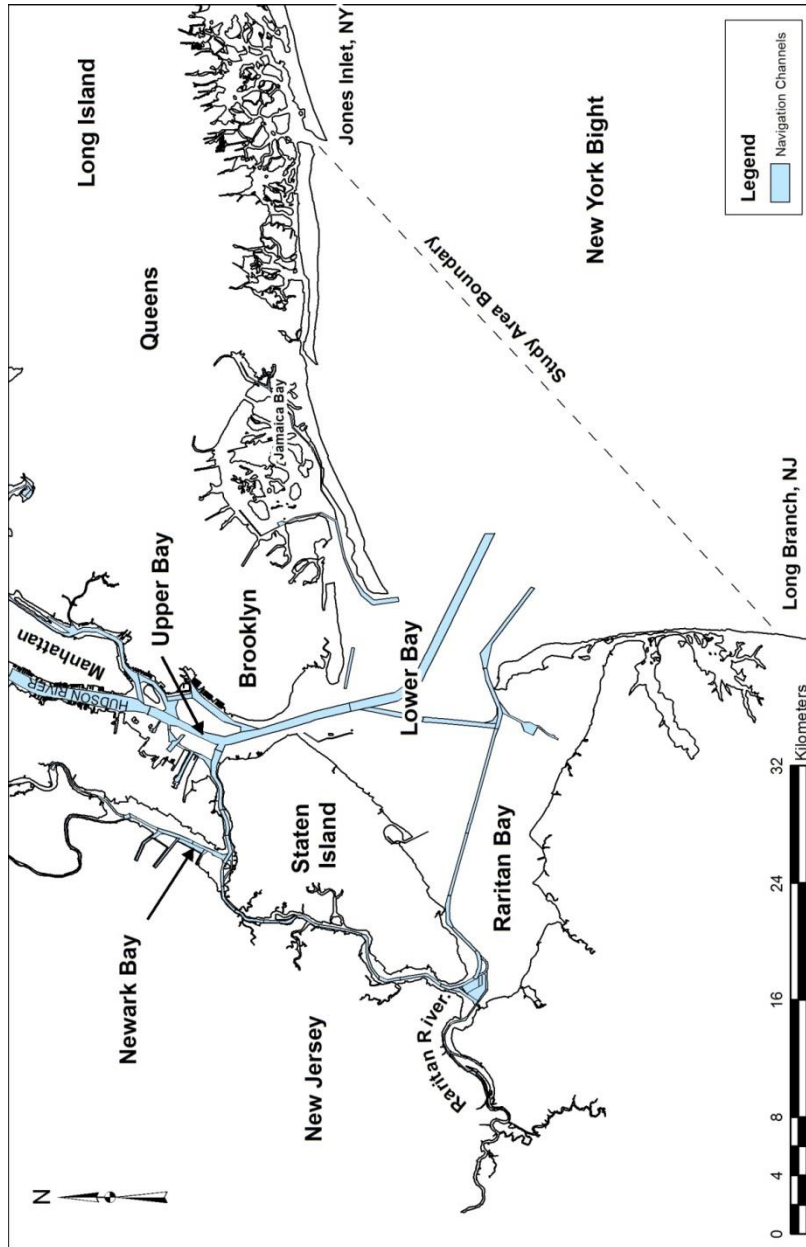 N
Newark Bay
New Jersey
Raritan River.
Staten
Island
Raritan Bay
HUDSON RIVER
Manhattan
Upper Bay
Brooklyn
Lower Bay
Queens
Jamaica Bay
Long Island
Jones Inlet, NY
Study Area Boundary
New York Bight
Long Branch, NJ
Legend
Navigation Channels
0 4 8 16 24 32
Kilometers